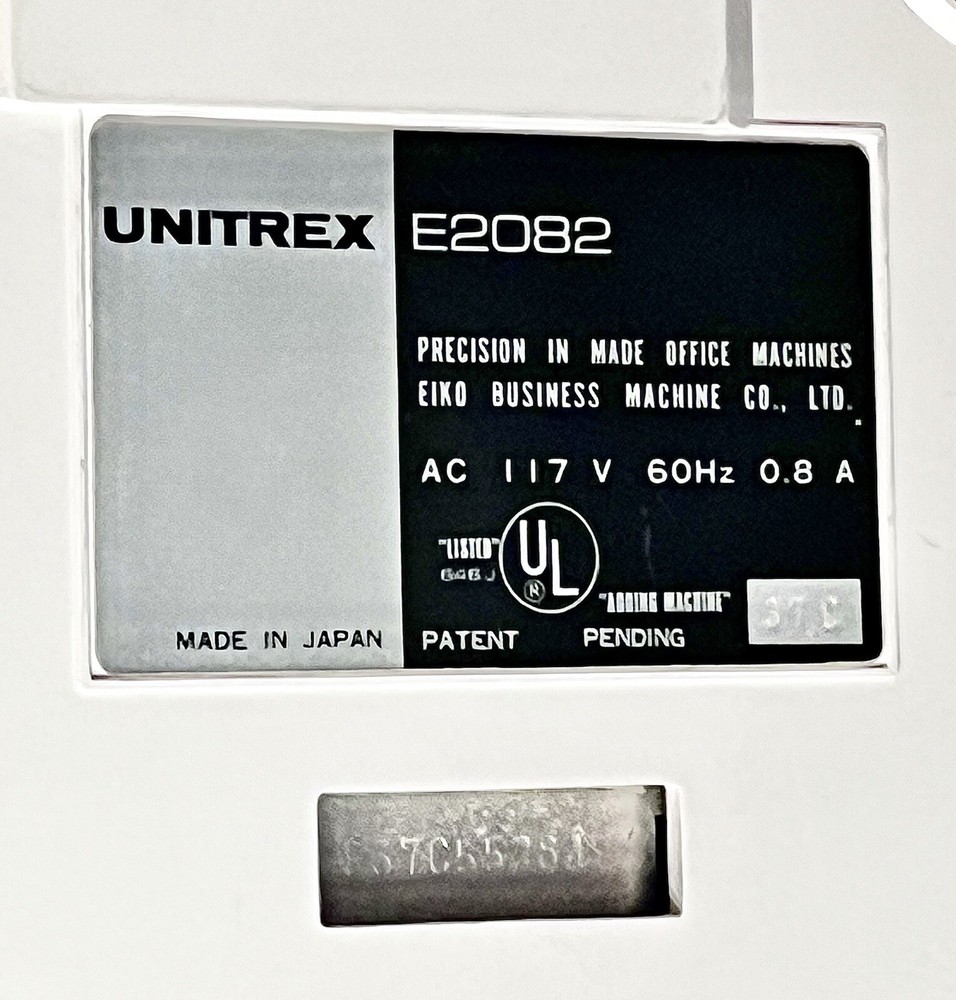 UNITREX E2082
PRECISION IN MADE OFFICE MACHINES
EIKO BUSINESS MACHINE CO., LTD.
AC 117 V 60Hz 0.8 A
"LISTED"
UL
®
"ADDING MACHINE"
MADE IN JAPAN PATENT PENDING